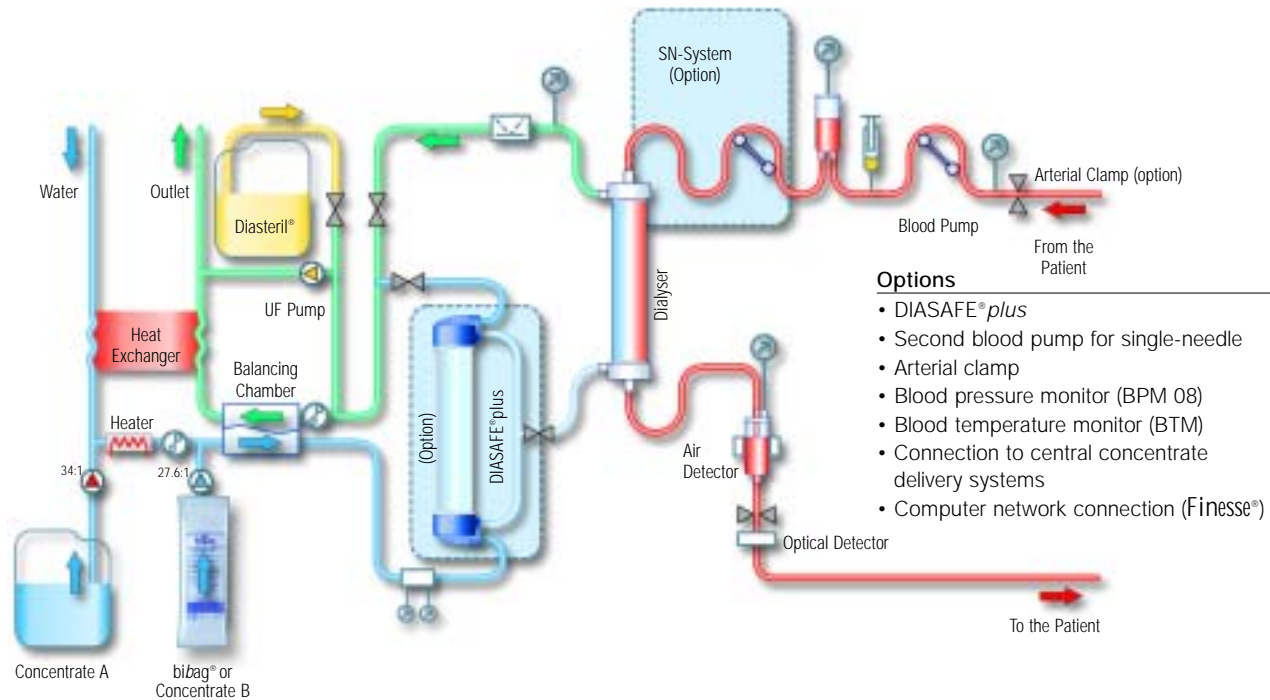 SN-System
(Option)
Water
Outlet
Diasteril®
Arterial Clamp (option)
Blood Pump
From the
Patient
UF Pump
Dialyser
Heat
Exchanger
Balancing
Chamber
Heater
34:1
27.6:1
(Option)
DIASAFE®plus
Air
Detector
Optical Detector
To the Patient
Concentrate A
bibag® or
Concentrate B
Options
• DIASAFE®plus
• Second blood pump for single-needle
• Arterial clamp
• Blood pressure monitor (BPM 08)
• Blood temperature monitor (BTM)
• Connection to central concentrate
delivery systems
• Computer network connection (Finesse®)